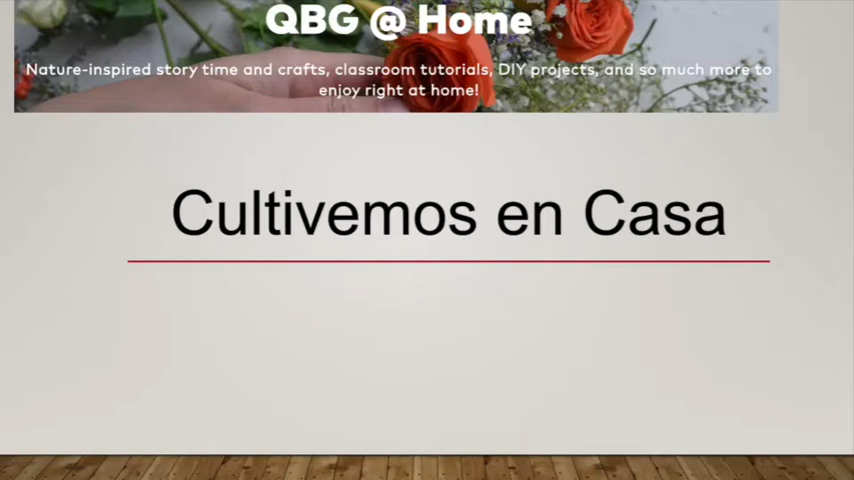 QBG @ Home
Nature-inspired story time and crafts, classroom tutorials, DIY projects, and so much more to
enjoy right at home!
Cultivemos en Casa